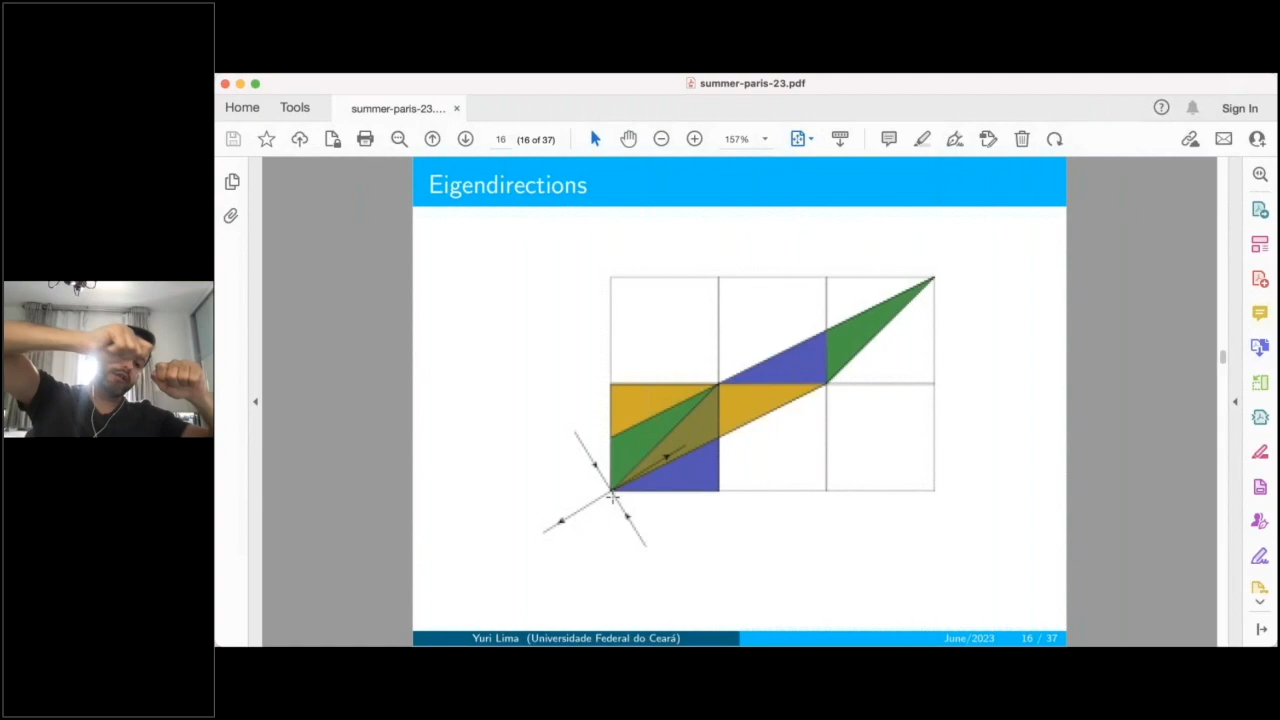 summer-paris-23.pdf
Home Tools summer-paris-23.... × ? Sign In
16 (16 of 37) 157%
Eigendirections
Yuri Lima (Universidade Federal do Ceará) June/2023 16 / 37